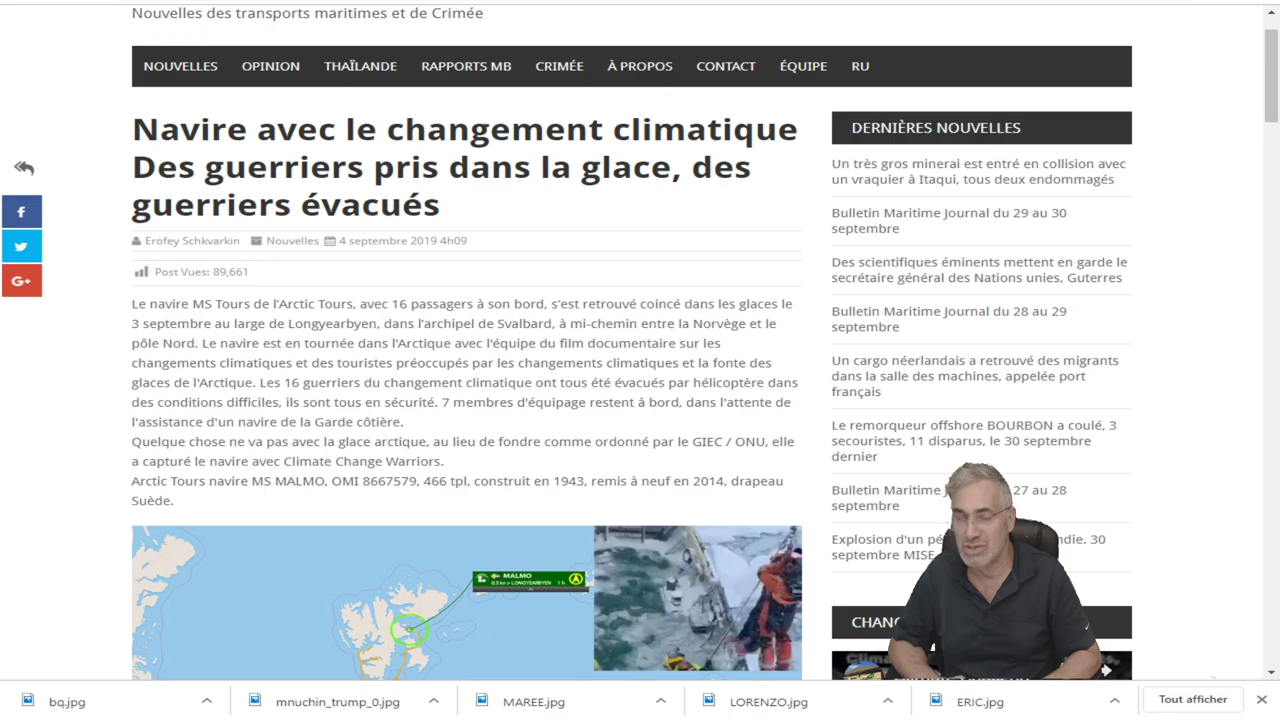 Nouvelles des transports maritimes et de Crimée
NOUVELLES OPINION THAÏLANDE RAPPORTS MB CRIMÉE À PROPOS CONTACT ÉQUIPE RU
Navire avec le changement climatique
Des guerriers pris dans la glace, des
guerriers évacués
Erofey Schkvarkin Nouvelles 4 septembre 2019 4h09
Post Vues: 89,661
Le navire MS Tours de l'Arctic Tours, avec 16 passagers à son bord, s'est retrouvé coincé dans les glaces le
3 septembre au large de Longyearbyen, dans l'archipel de Svalbard, à mi-chemin entre la Norvège et le
pôle Nord. Le navire est en tournée dans l'Arctique avec l'équipe du film documentaire sur les
changements climatiques et des touristes préoccupés par les changements climatiques et la fonte des
glaces de l'Arctique. Les 16 guerriers du changement climatique ont tous été évacués par hélicoptère dans
des conditions difficiles, ils sont tous en sécurité. 7 membres d'équipage restent à bord, dans l'attente de
l'assistance d'un navire de la Garde côtière.
Quelque chose ne va pas avec la glace arctique, au lieu de fondre comme ordonné par le GIEC / ONU, elle
a capturé le navire avec Climate Change Warriors.
Arctic Tours navire MS MALMO, OMI 8667579, 466 tpl, construit en 1943, remis à neuf en 2014, drapeau
Suède.
MALMO
LONGYEARBYEN
DERNIÈRES NOUVELLES
Un très gros minerai est entré en collision avec
un vraquier à Itaqui, tous deux endommagés
Bulletin Maritime Journal du 29 au 30
septembre
Des scientifiques éminents mettent en garde le
secrétaire général des Nations unies, Guterres
Bulletin Maritime Journal du 28 au 29
septembre
Un cargo néerlandais a retrouvé des migrants
dans la salle des machines, appelée port
français
Le remorqueur offshore BOURBON a coulé, 3
secouristes, 11 disparus, le 30 septembre
dernier
Bulletin Maritime 27 au 28
septembre
Explosion d'un 30
septembre MISE
bq.jpg mnuchin_trump_0.jpg MAREE.jpg LORENZO.jpg ERIC.jpg Tout afficher